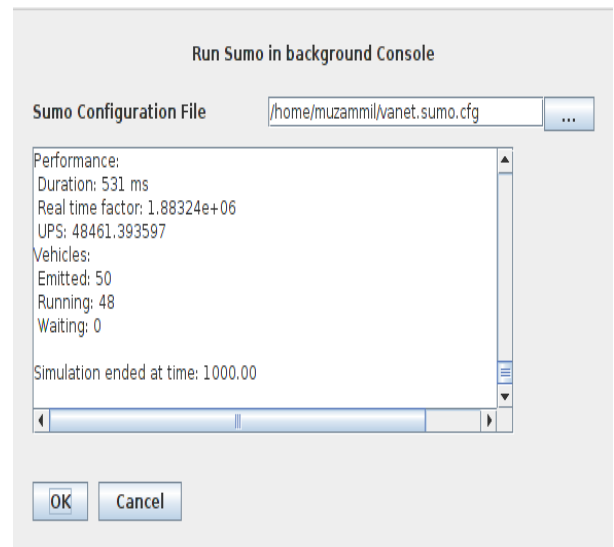 Run Sumo in background Console
Sumo Configuration File /home/muzammil/vanet.sumo.cfg ...
Performance:
Duration: 531 ms
Real time factor: 1.88324e+06
UPS: 48461.393597
Vehicles:
Emitted: 50
Running: 48
Waiting: 0
Simulation ended at time: 1000.00
OK Cancel